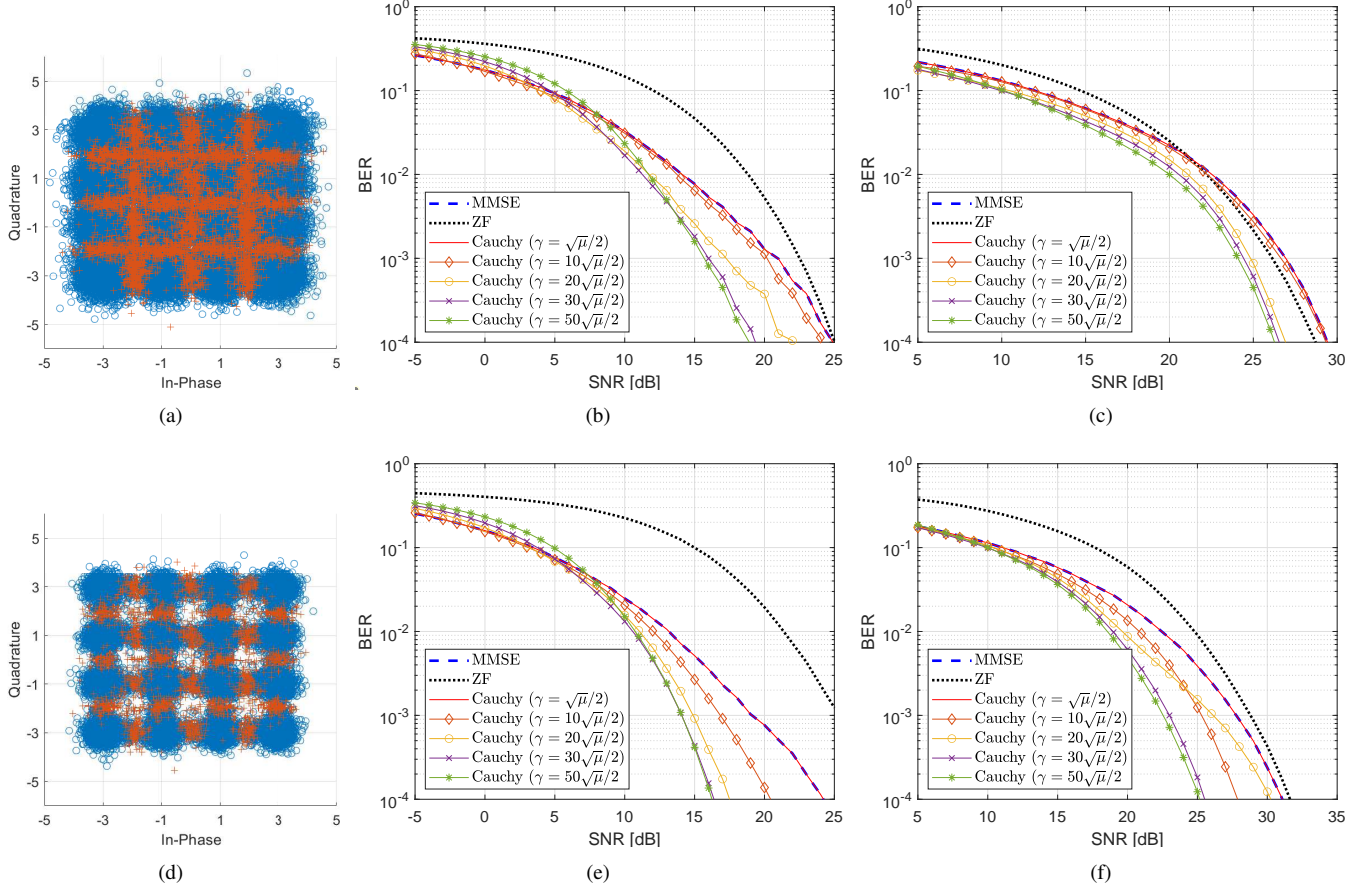 5
3
1
-1
-3
-5
Quadrature
-5
-3
-1
1
3
5
In-Phase
(a)
10^0
10^-1
10^-2
10^-3
10^-4
BER
MMSE
ZF
Cauchy (γ = √μ/2)
Cauchy (γ = 10√μ/2)
Cauchy (γ = 20√μ/2)
Cauchy (γ = 30√μ/2)
Cauchy (γ = 50√μ/2
-5
0
5
10
15
20
25
SNR [dB]
(b)
10^0
10^-1
10^-2
10^-3
10^-4
BER
MMSE
ZF
Cauchy (γ = √μ/2)
Cauchy (γ = 10√μ/2)
Cauchy (γ = 20√μ/2)
Cauchy (γ = 30√μ/2)
Cauchy (γ = 50√μ/2
5
10
15
20
25
30
SNR [dB]
(c)
5
3
1
-1
-3
-5
Quadrature
-5
-3
-1
1
3
5
In-Phase
(d)
10^0
10^-1
10^-2
10^-3
10^-4
BER
MMSE
ZF
Cauchy (γ = √μ/2)
Cauchy (γ = 10√μ/2)
Cauchy (γ = 20√μ/2)
Cauchy (γ = 30√μ/2)
Cauchy (γ = 50√μ/2
-5
0
5
10
15
20
25
SNR [dB]
(e)
10^0
10^-1
10^-2
10^-3
10^-4
BER
MMSE
ZF
Cauchy (γ = √μ/2)
Cauchy (γ = 10√μ/2)
Cauchy (γ = 20√μ/2)
Cauchy (γ = 30√μ/2)
Cauchy (γ = 50√μ/2
5
10
15
20
25
30
35
SNR [dB]
(f)